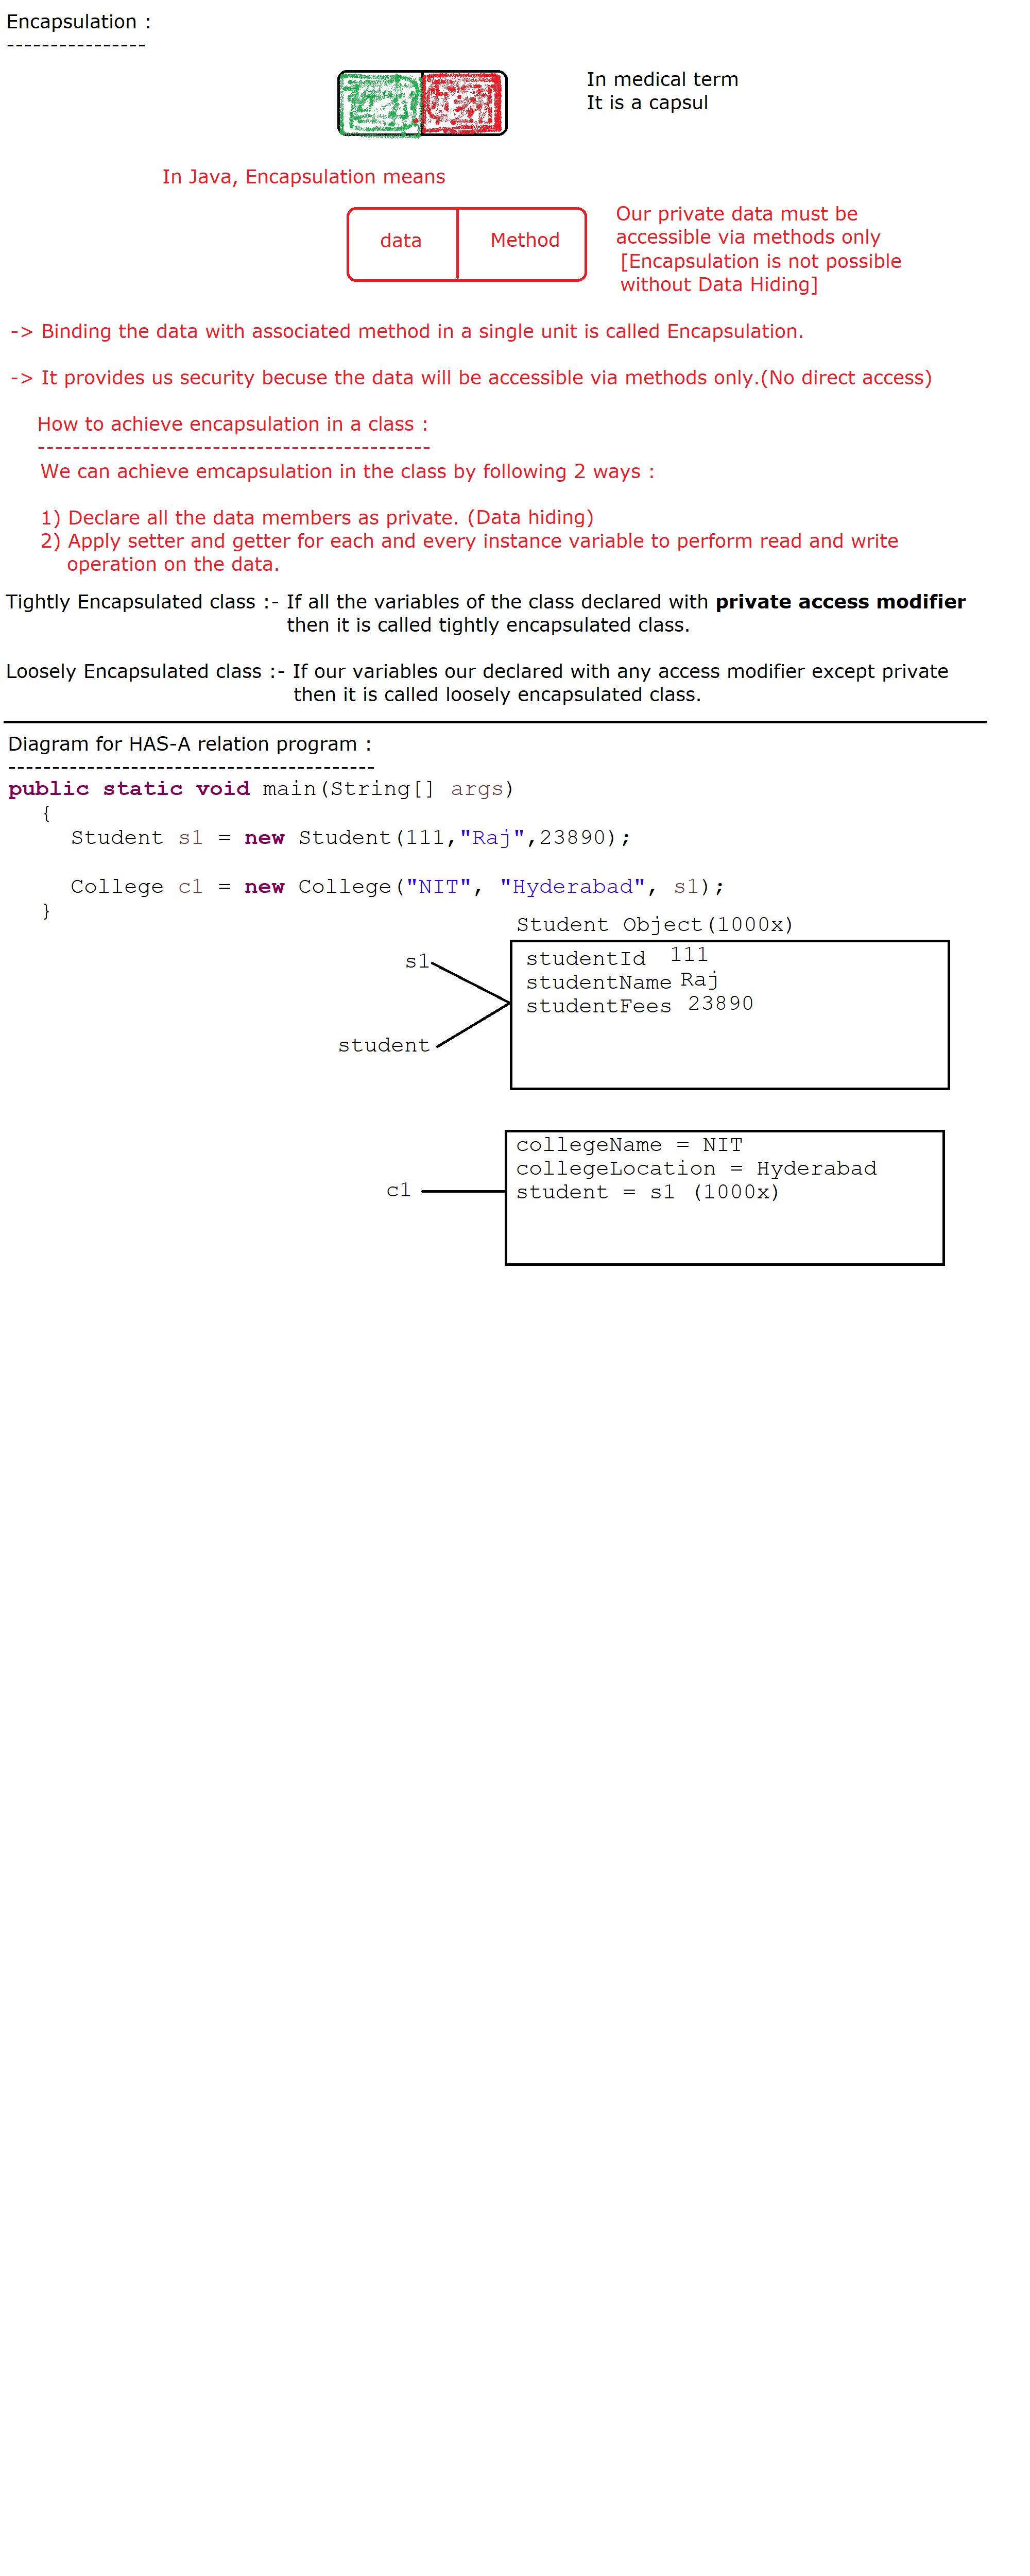 Encapsulation :
----------------
In medical term
It is a capsul
In Java, Encapsulation means
data
Method
Our private data must be
accessible via methods only
[Encapsulation is not possible
without Data Hiding]
-> Binding the data with associated method in a single unit is called Encapsulation.
-> It provides us security becuse the data will be accessible via methods only.(No direct access)
How to achieve encapsulation in a class :
---------------------------------------------
We can achieve emcapsulation in the class by following 2 ways :
1) Declare all the data members as private. (Data hiding)
2) Apply setter and getter for each and every instance variable to perform read and write
operation on the data.
Tightly Encapsulated class :- If all the variables of the class declared with private access modifier
then it is called tightly encapsulated class.
Loosely Encapsulated class :- If our variables our declared with any access modifier except private
then it is called loosely encapsulated class.
Diagram for HAS-A relation program :
------------------------------------------
public static void main(String[] args)
{
Student s1 = new Student(111,"Raj",23890);
College c1 = new College("NIT", "Hyderabad", s1);
}
Student Object(1000x)
s1
studentId 111
studentName Raj
studentFees 23890
student
collegeName = NIT
collegeLocation = Hyderabad
c1
student = s1 (1000x)